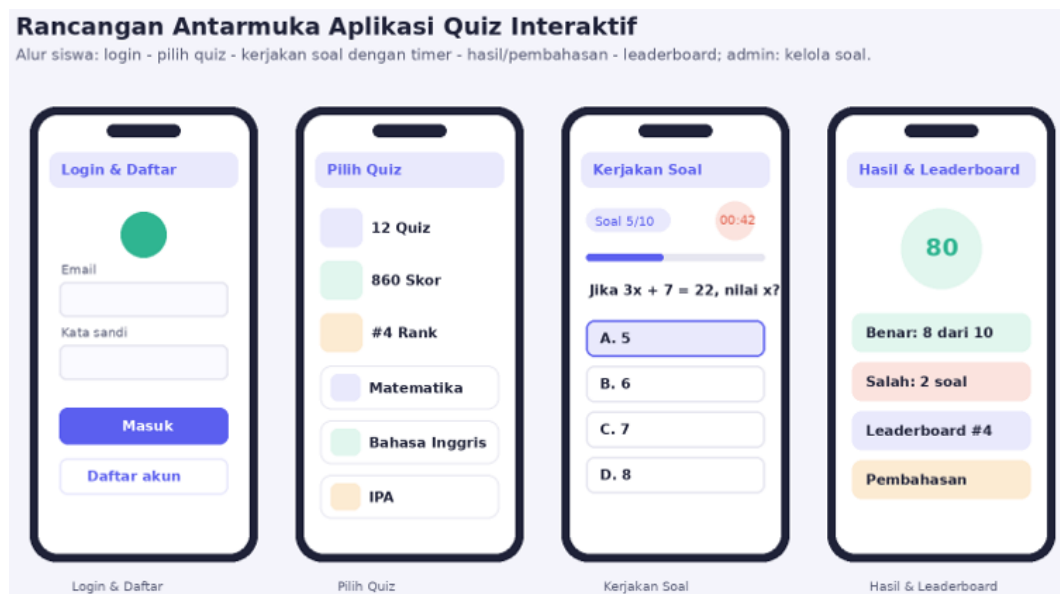 Rancangan Antarmuka Aplikasi Quiz Interaktif
Alur siswa: login - pilih quiz - kerjakan soal dengan timer - hasil/pembahasan - leaderboard; admin: kelola soal.
Login & Daftar
Email
Kata sandi
Masuk
Daftar akun
Login & Daftar
Pilih Quiz
12 Quiz
860 Skor
#4 Rank
Matematika
Bahasa Inggris
IPA
Pilih Quiz
Kerjakan Soal
Soal 5/10
00:42
Jika 3x + 7 = 22, nilai x?
A. 5
B. 6
C. 7
D. 8
Kerjakan Soal
Hasil & Leaderboard
80
Benar: 8 dari 10
Salah: 2 soal
Leaderboard #4
Pembahasan
Hasil & Leaderboard